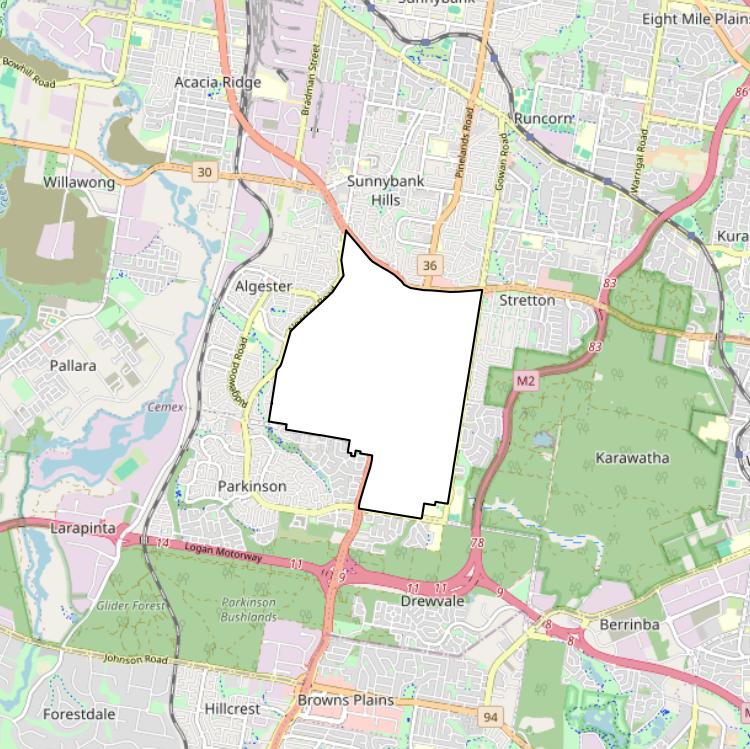 Sunnybank
Eight Mile Plains
Bowhill Road
Acacia Ridge
Bradman Street
86
Runcorn
Pinelands Road
Gowan Road
Warrigal Road
30
Willawong
Sunnybank
Hills
Kura
36
Algester
83
Stretton
Ridgewood Road
83
Pallara
M2
Cemex
Karawatha
Parkinson
Larapinta
14
Logan Motorway
11
78
9
11
11
9
Glider Forest
Parkinson
Bushlands
Drewvale
8
8
Berrinba
Johnson Road
Browns Plains
Forestdale
Hillcrest
94